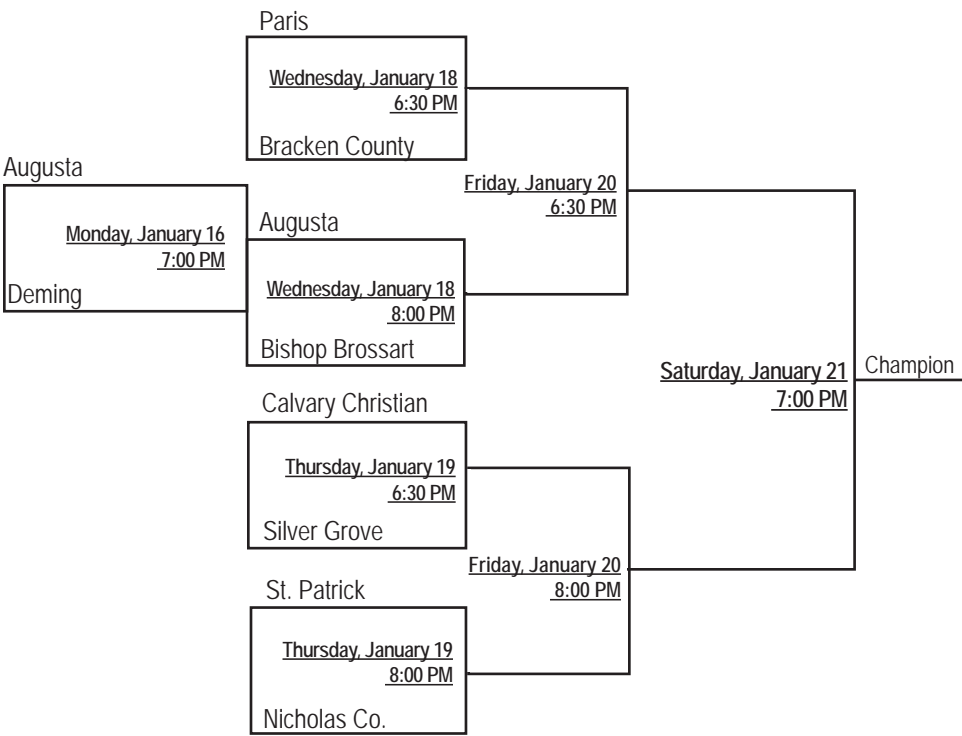 Paris
Wednesday, January 18
6:30 PM
Bracken County
Augusta
Monday, January 16
7:00 PM
Deming
Augusta
Wednesday, January 18
8:00 PM
Bishop Brossart
Friday, January 20
6:30 PM
Saturday, January 21
7:00 PM
Champion
Calvary Christian
Thursday, January 19
6:30 PM
Silver Grove
Friday, January 20
8:00 PM
St. Patrick
Thursday, January 19
8:00 PM
Nicholas Co.